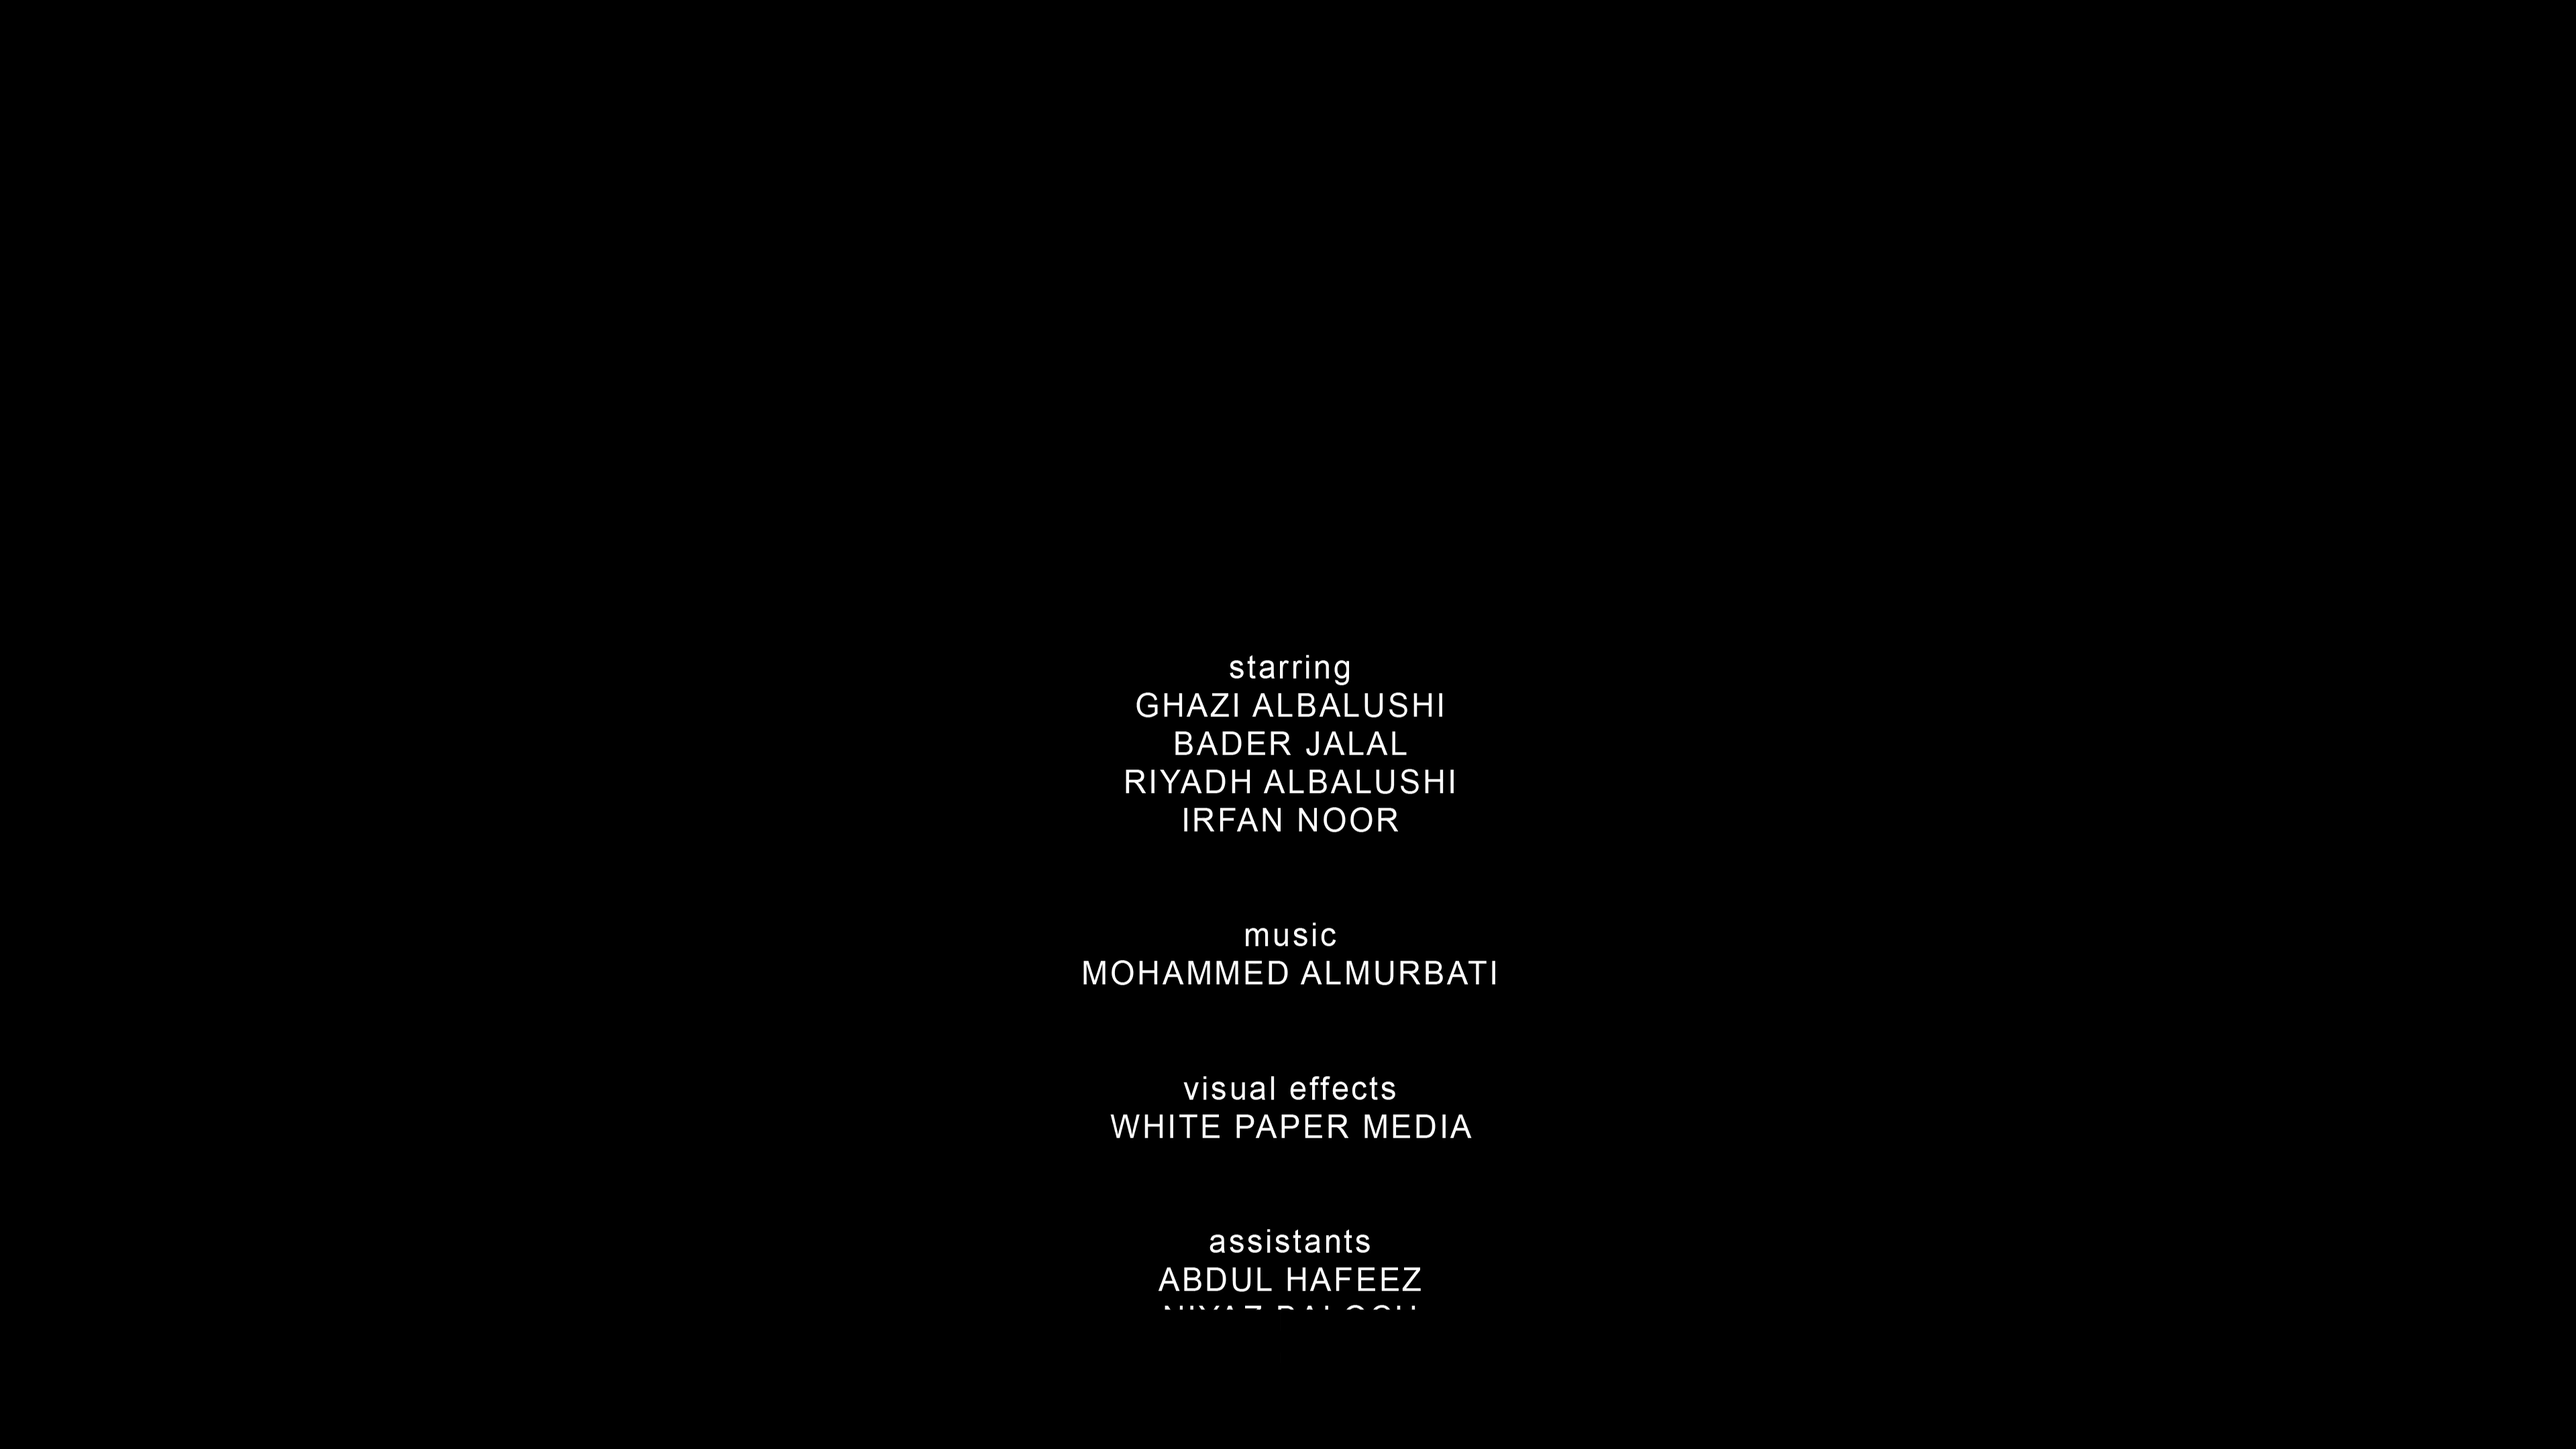 starring
GHAZI ALBALUSHI
BADER JALAL
RIYADH ALBALUSHI
IRFAN NOOR
music
MOHAMMED ALMURBATI
visual effects
WHITE PAPER MEDIA
assistants
ABDUL HAFEEZ